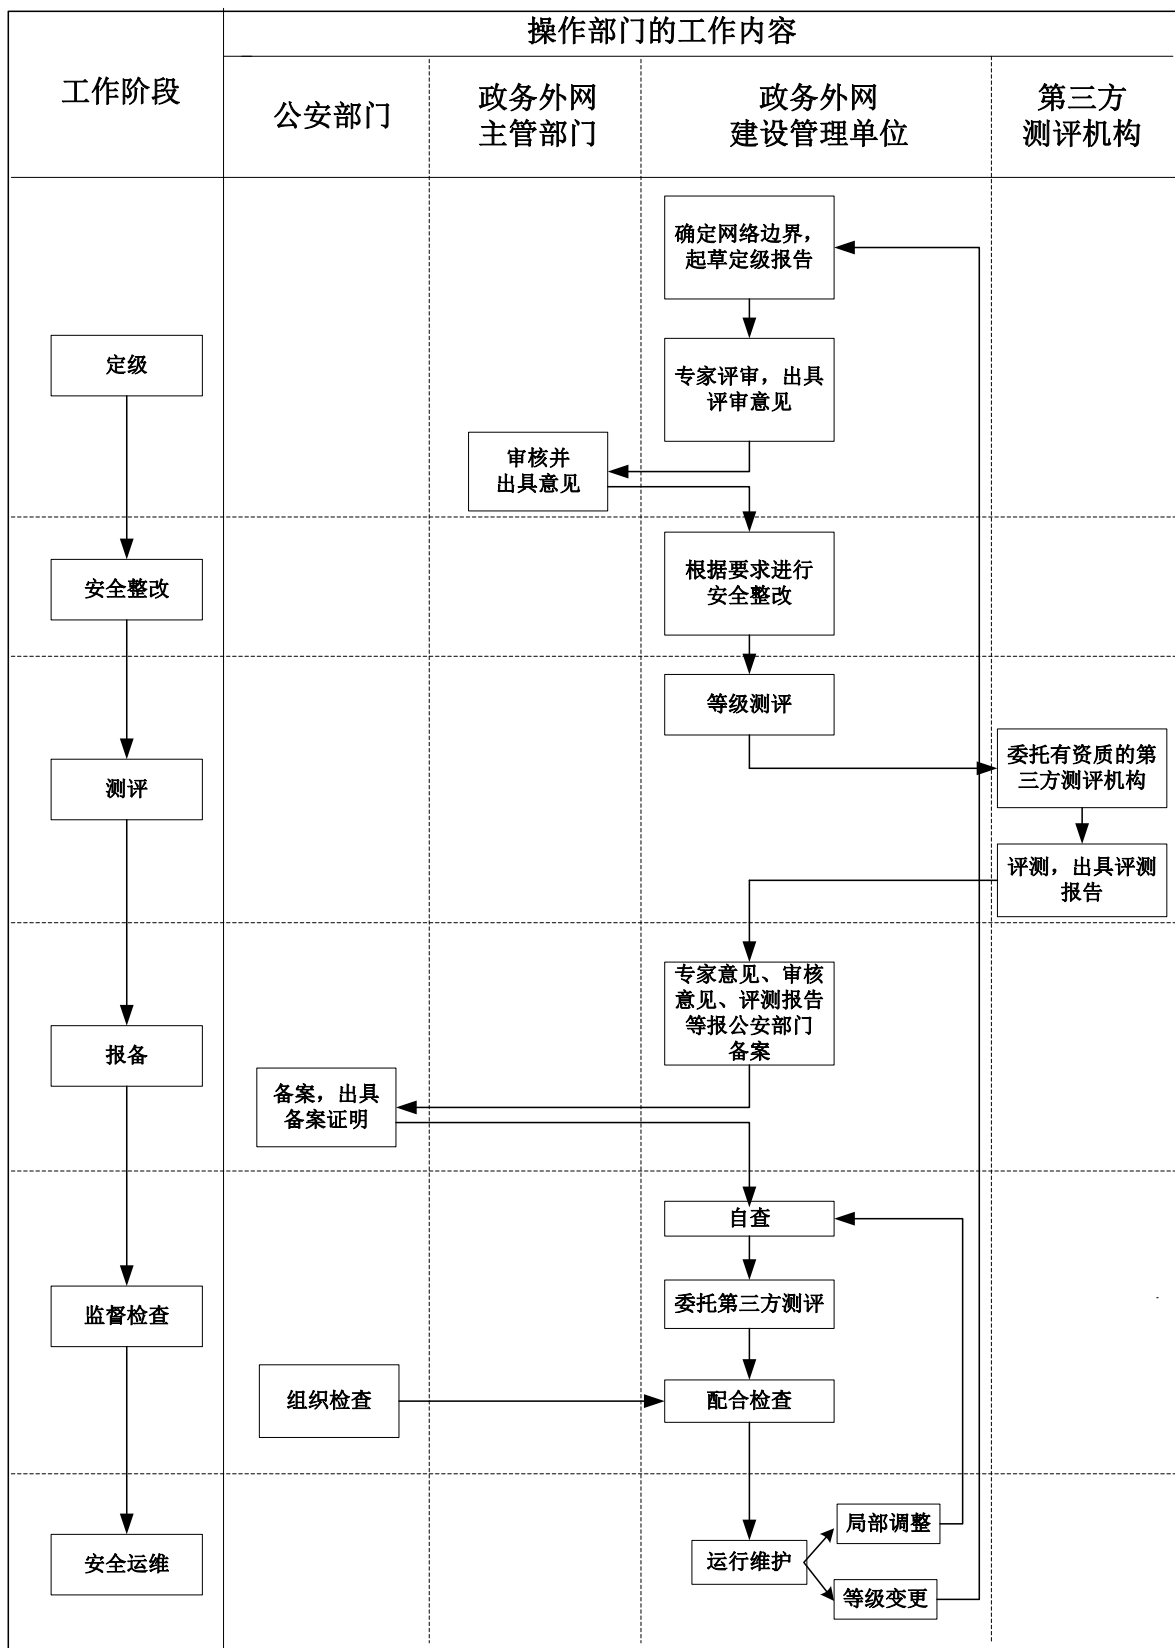 操作部门的工作内容
工作阶段
公安部门
政务外网
主管部门
政务外网
建设管理单位
第三方
测评机构
确定网络边界，
起草定级报告
定级
专家评审，出具
评审意见
审核并
出具意见
安全整改
根据要求进行
安全整改
等级测评
测评
委托有资质的第
三方测评机构
评测，出具评测
报告
报备
专家意见、审核
意见、评测报告
等报公安部门
备案
备案，出具
备案证明
自查
监督检查
委托第三方测评
组织检查
配合检查
安全运维
运行维护
局部调整
等级变更